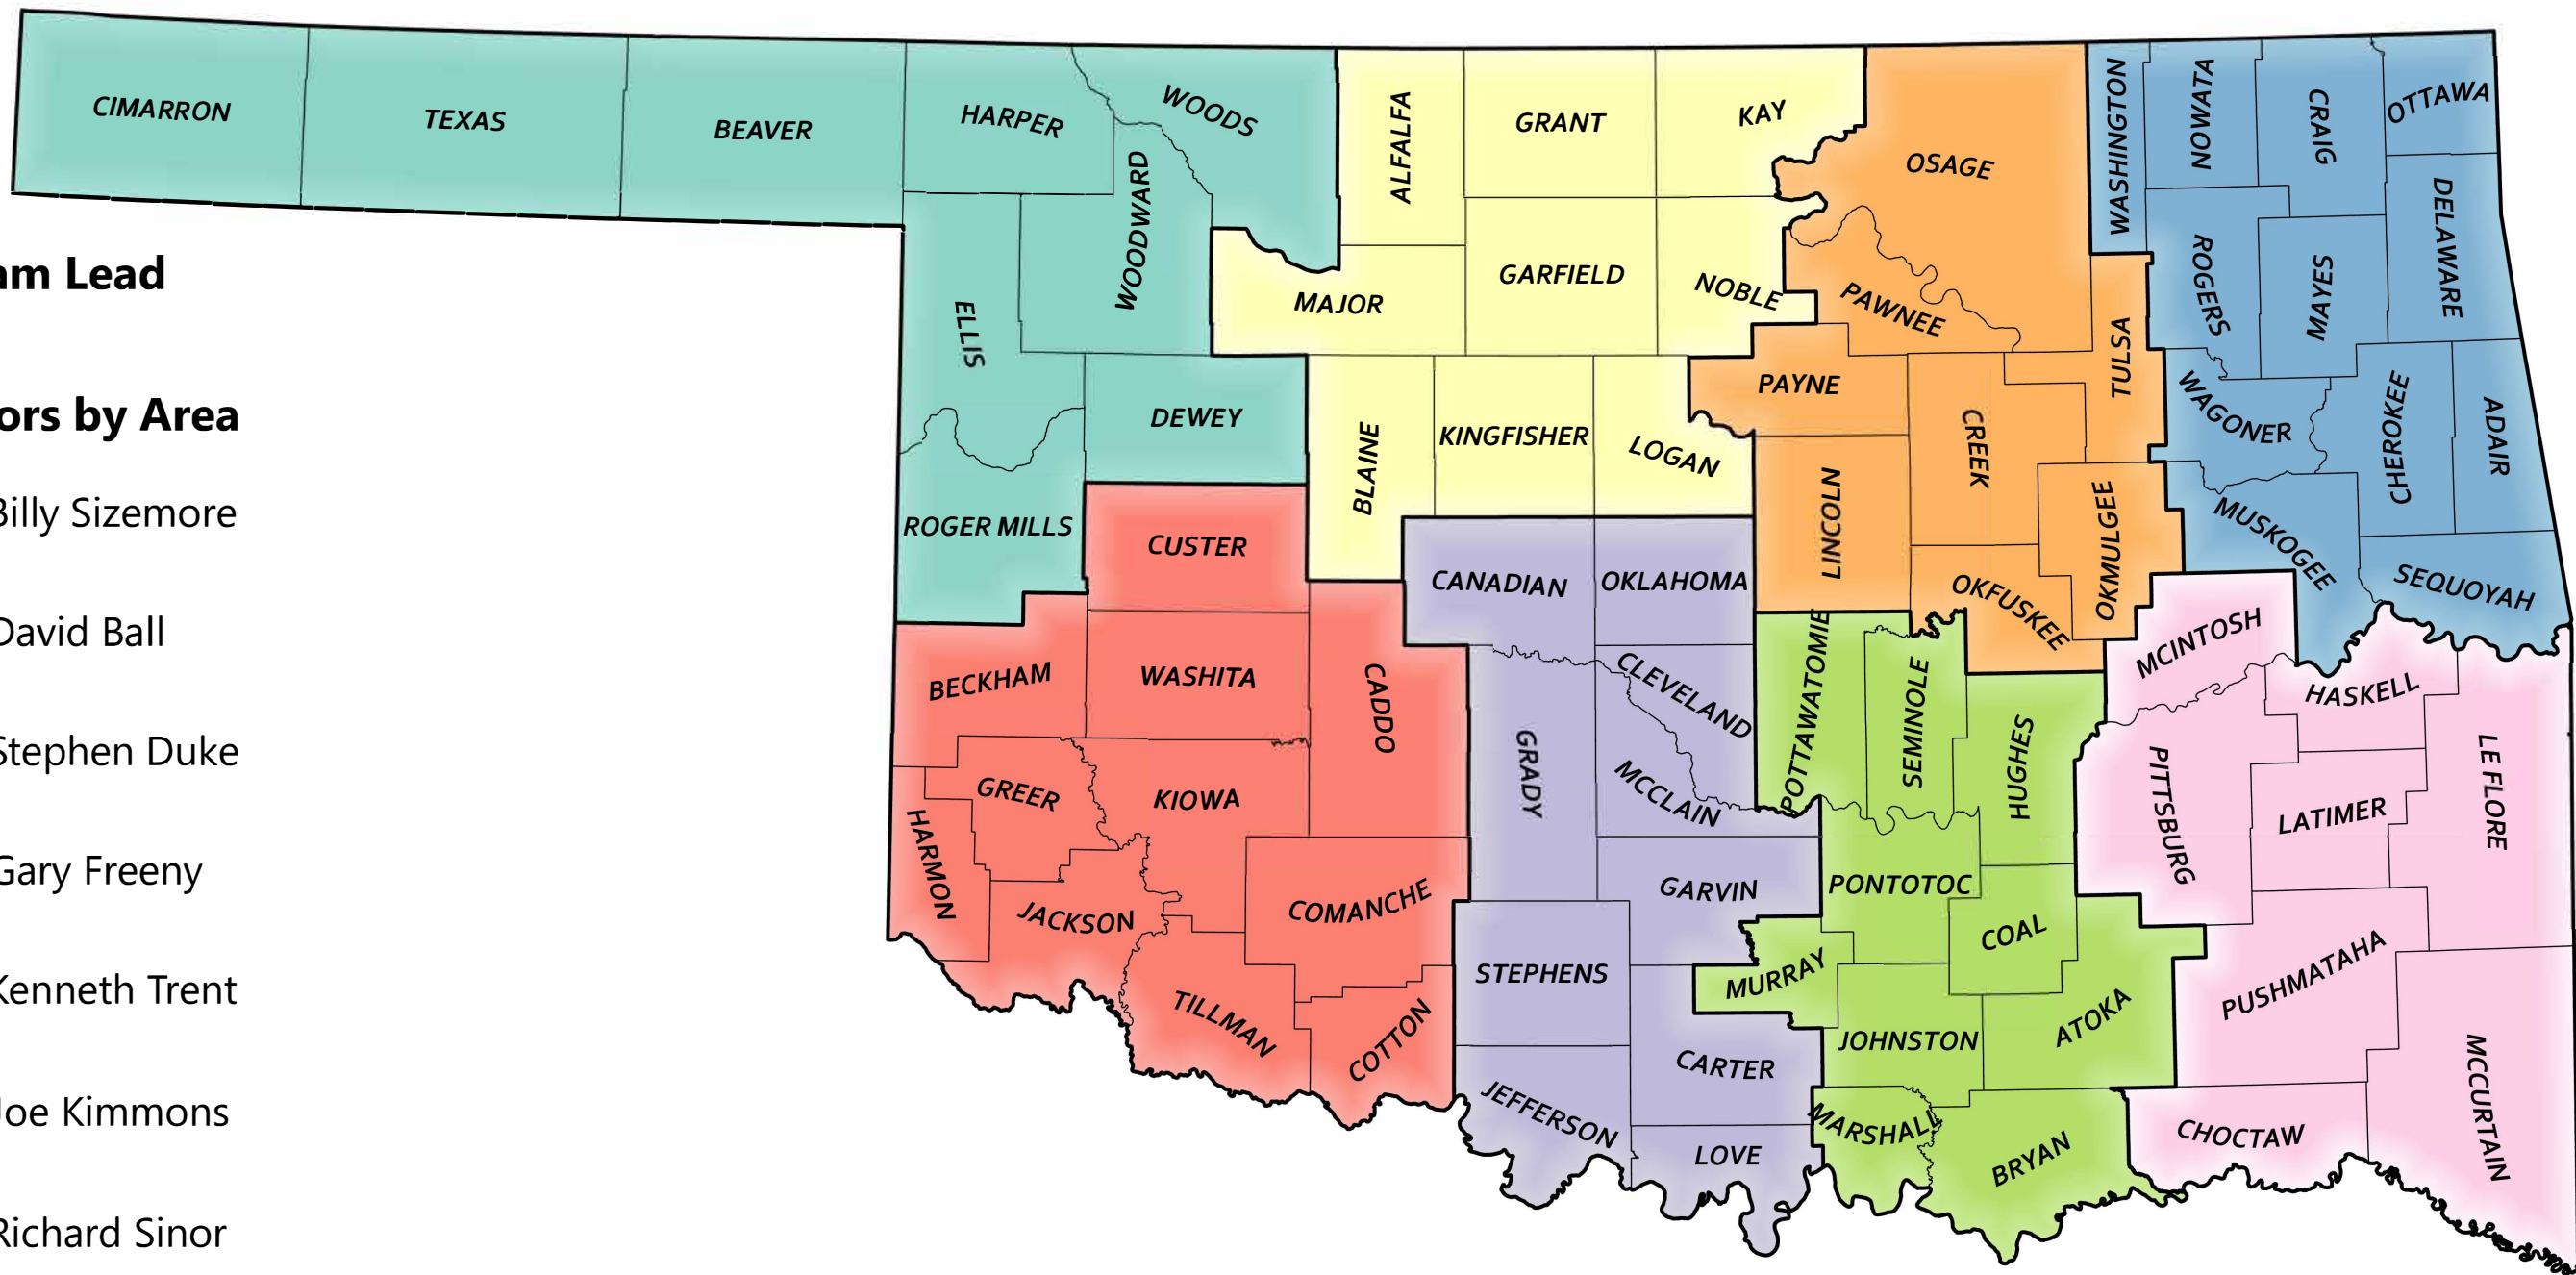 CIMARRON
TEXAS
BEAVER
HARPER
WOODS
WOODWARD
ELLIS
DEWEY
ROGER MILLS
ALFALFA
GRANT
KAY
MAJOR
GARFIELD
NOBLE
BLAINE
KINGFISHER
LOGAN
OSAGE
PAWNEE
PAYNE
TULSA
CREEK
LINCOLN
OKMULGEE
OKFUSKEE
WASHINGTON
NOWATA
CRAIG
OTTAWA
ROGERS
MAYES
DELAWARE
WAGONER
CHEROKEE
ADAIR
MUSKOGEE
SEQUOYAH
CUSTER
BECKHAM
WASHITA
CADDO
GREER
KIOWA
HARMON
JACKSON
COMANCHE
TILLMAN
COTTON
CANADIAN
OKLAHOMA
CLEVELAND
GRADY
MCCLAIN
GARVIN
STEPHENS
CARTER
JEFFERSON
LOVE
POTTAWATOMIE
SEMINOLE
HUGHES
PONTOTOC
COAL
MURRAY
JOHNSTON
ATOKA
MARSHALL
BRYAN
MCINTOSH
HASKELL
PITTSBURG
LATIMER
LE FLORE
PUSHMATAHA
CHOCTAW
MCCURTAIN
am Lead
ors by Area
Billy Sizemore
David Ball
Stephen Duke
Gary Freeny
Kenneth Trent
Joe Kimmons
Richard Sinor